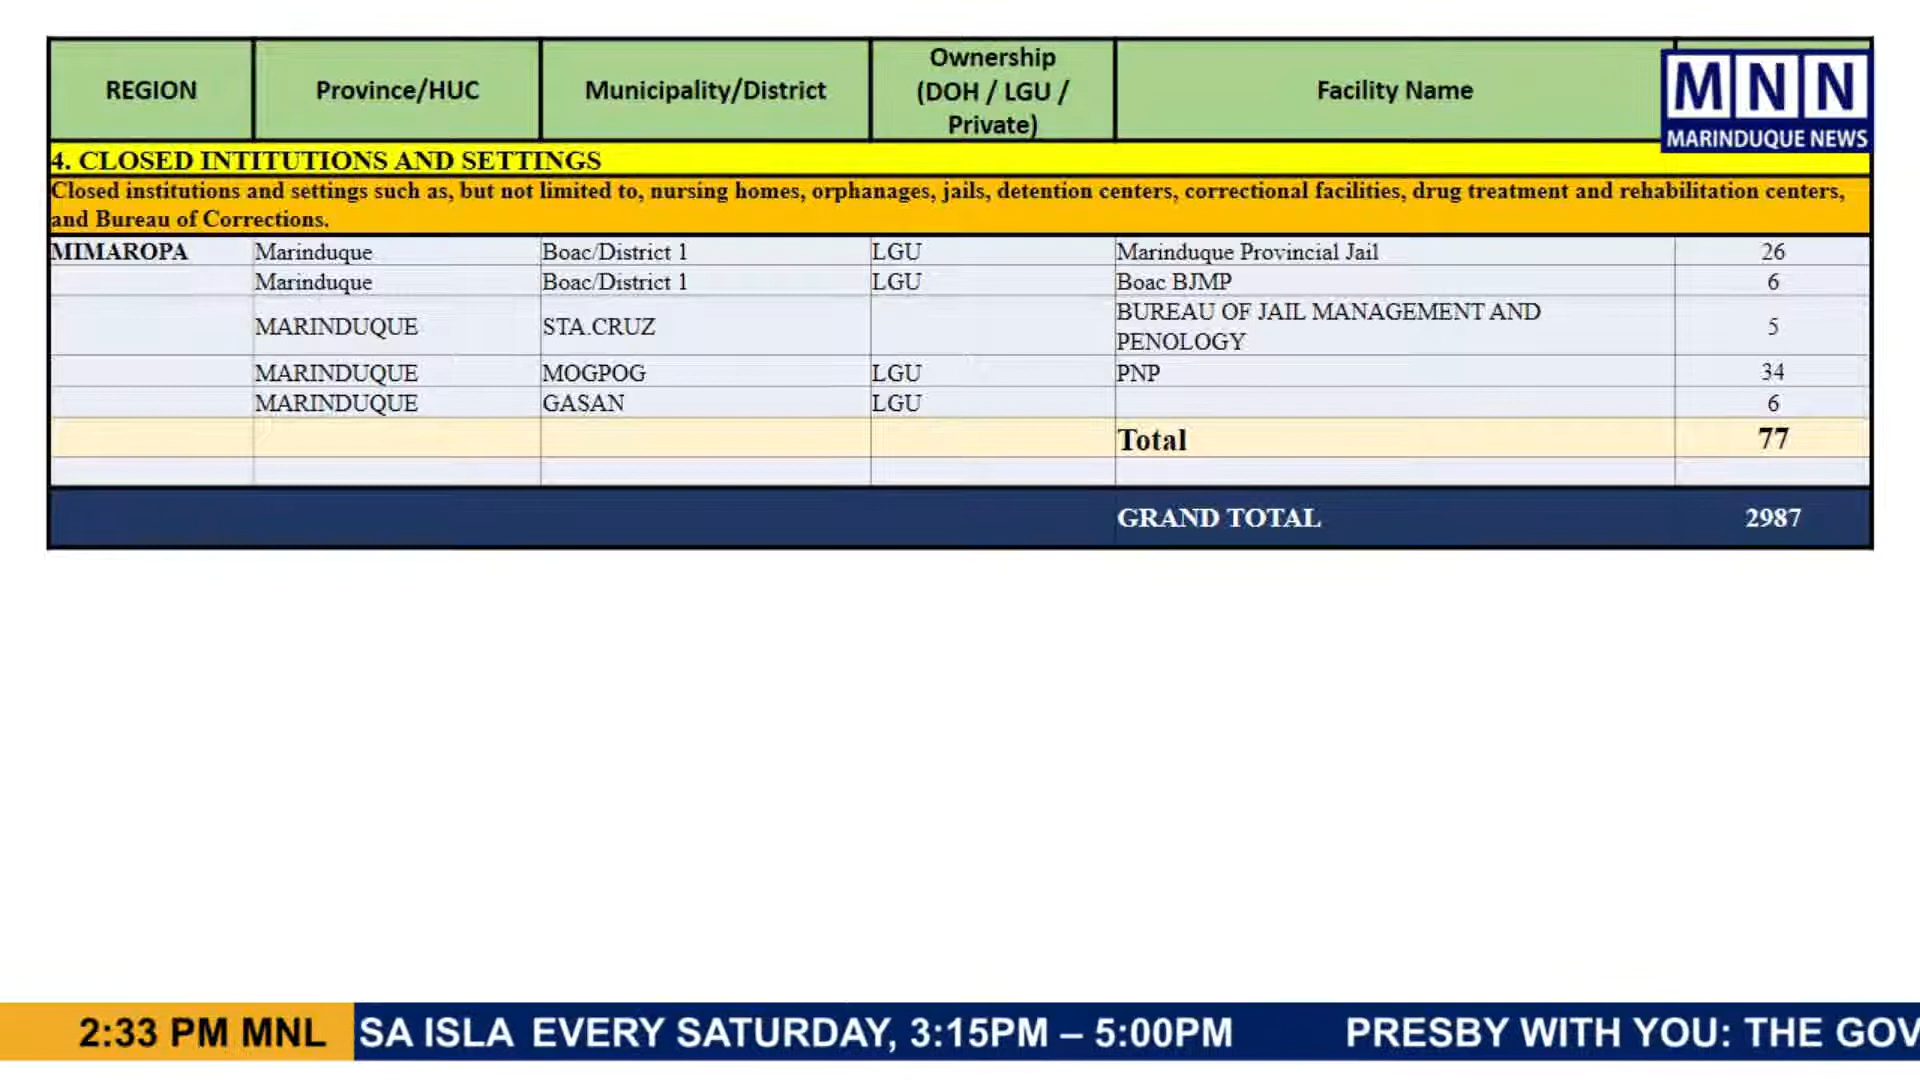 REGION Province/HUC Municipality/District Ownership (DOH / LGU / Private) Facility Name
MNN
MARINDUQUE NEWS
4. CLOSED INTITUTIONS AND SETTINGS
Closed institutions and settings such as, but not limited to, nursing homes, orphanages, jails, detention centers, correctional facilities, drug treatment and rehabilitation centers,
and Bureau of Corrections.
MIMAROPA Marinduque Boac/District 1 LGU Marinduque Provincial Jail 26
Marinduque Boac/District 1 LGU Boac BJMP 6
MARINDUQUE STA.CRUZ BUREAU OF JAIL MANAGEMENT AND PENOLOGY 5
MARINDUQUE MOGPOG LGU PNP 34
MARINDUQUE GASAN LGU 6
Total 77
GRAND TOTAL 2987
2:33 PM MNL SA ISLA EVERY SATURDAY, 3:15PM – 5:00PM PRESBY WITH YOU: THE GOV